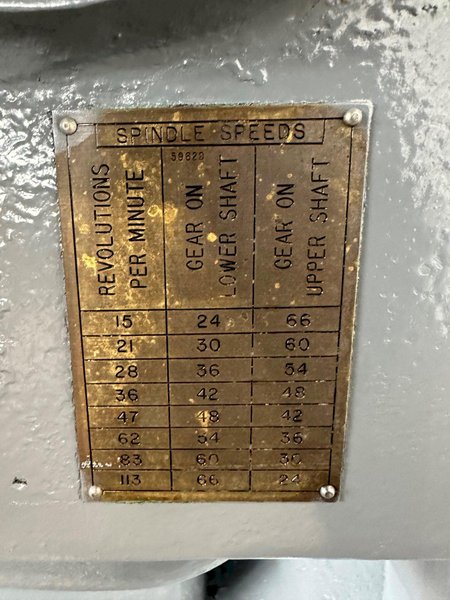 SPINDLE SPEEDS
59629
REVOLUTIONS PER MINUTE
GEAR ON LOWER SHAFT
GEAR ON UPPER SHAFT
15 24 66
21 30 60
28 36 54
36 42 48
47 48 42
62 54 36
83 60 30
113 66 24